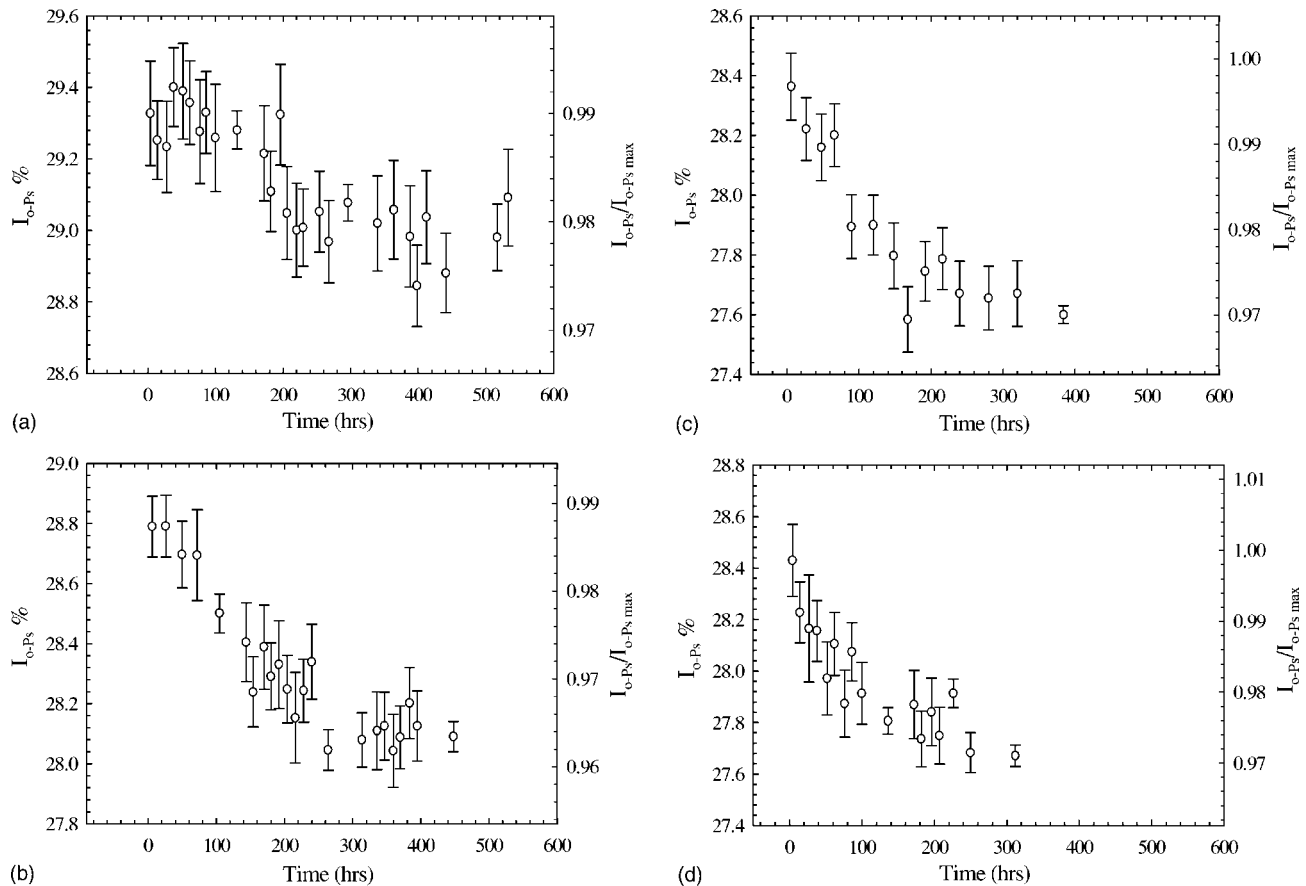 29.6
29.4
29.2
29.0
28.8
28.6
I o-Ps %
0.99
0.98
0.97
I o-Ps/I o-Ps max
0 100 200 300 400 500 600
Time (hrs)
(a)
28.6
28.4
28.2
28.0
27.8
27.6
27.4
I o-Ps %
1.00
0.99
0.98
0.97
I o-Ps/I o-Ps max
0 100 200 300 400 500 600
Time (hrs)
(c)
29.0
28.8
28.6
28.4
28.2
28.0
27.8
I o-Ps %
0.99
0.98
0.97
0.96
I o-Ps/I o-Ps max
0 100 200 300 400 500 600
Time (hrs)
(b)
28.8
28.6
28.4
28.2
28.0
27.8
27.6
27.4
I o-Ps %
1.01
1.00
0.99
0.98
0.97
I o-Ps/I o-Ps max
0 100 200 300 400 500 600
Time (hrs)
(d)